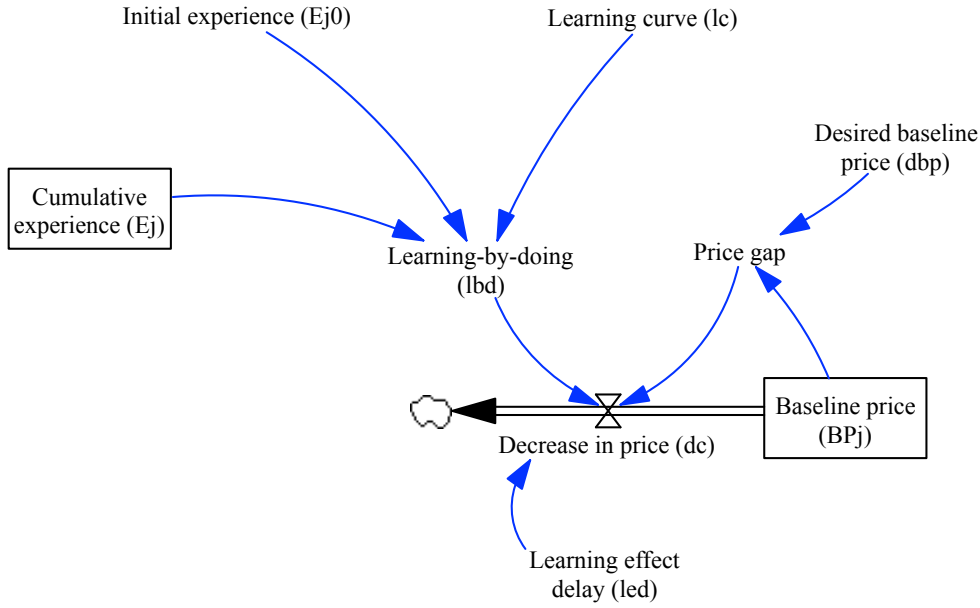 Initial experience (Ej0)
Learning curve (lc)
Desired baseline
price (dbp)
Cumulative
experience (Ej)
Learning-by-doing
(lbd)
Price gap
Baseline price
(BPj)
Decrease in price (dc)
Learning effect
delay (led)